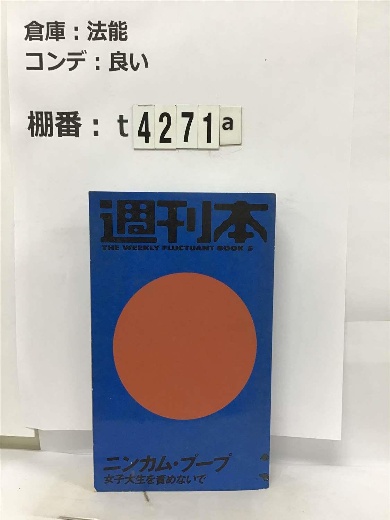 倉庫：法能
コンデ：良い
棚番：t4271a
週刊本
THE WEEKLY FLUCTUANT BOOK 5
ニンカム・プープ
女子大生を責めないで